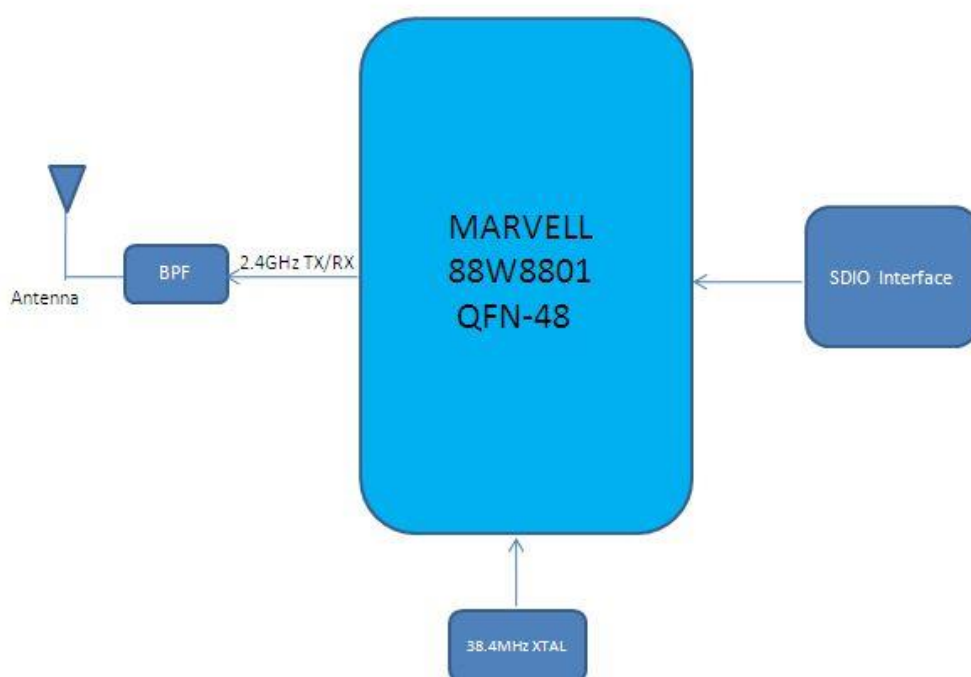 MARVELL
88W8801
QFN-48
2.4GHz TX/RX
BPF
Antenna
SDIO Interface
38.4MHz XTAL